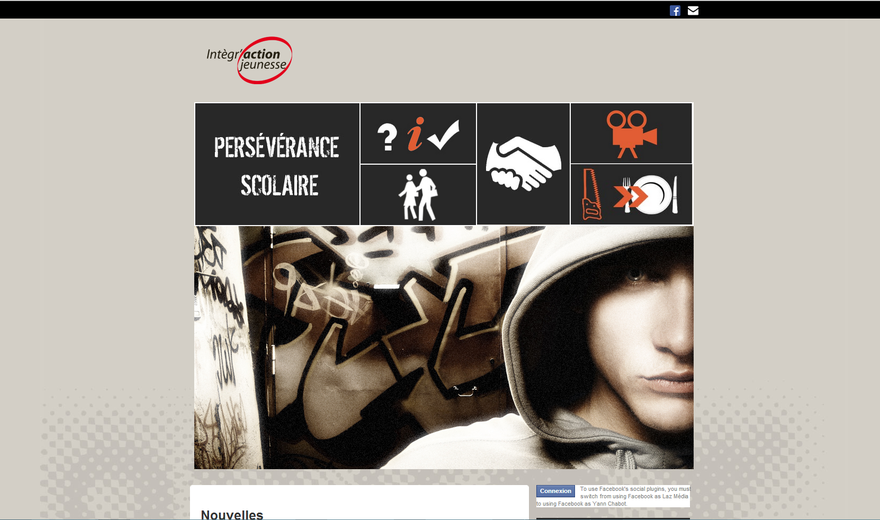 Intègr'action
jeunesse
PERSÉVÉRANCE
SCOLAIRE
? i
Nouvelles
Connexion
To use Facebook's social plugins, you must
switch from using Facebook as Laz Média
to using Facebook as Yann Chabot.